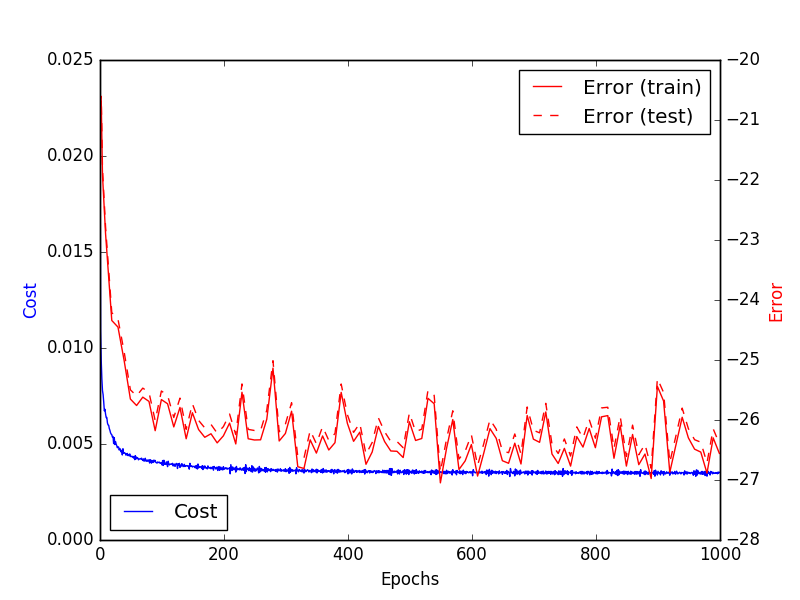 0.025
0.020
0.015
0.010
0.005
0.000
Cost
−20
−21
−22
−23
−24
−25
−26
−27
−28
Error
Error (train)
Error (test)
Cost
0 200 400 600 800 1000
Epochs